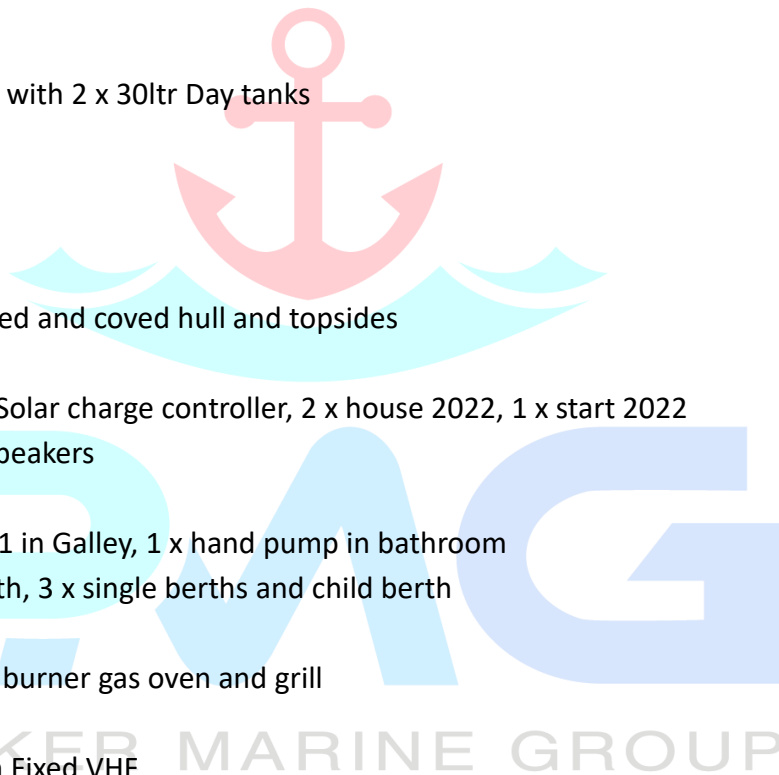 with 2 x 30ltr Day tanks
ed and coved hull and topsides
Solar charge controller, 2 x house 2022, 1 x start 2022
peakers
1 in Galley, 1 x hand pump in bathroom
th, 3 x single berths and child berth
burner gas oven and grill
Fixed VHF
KER MARINE GROUP